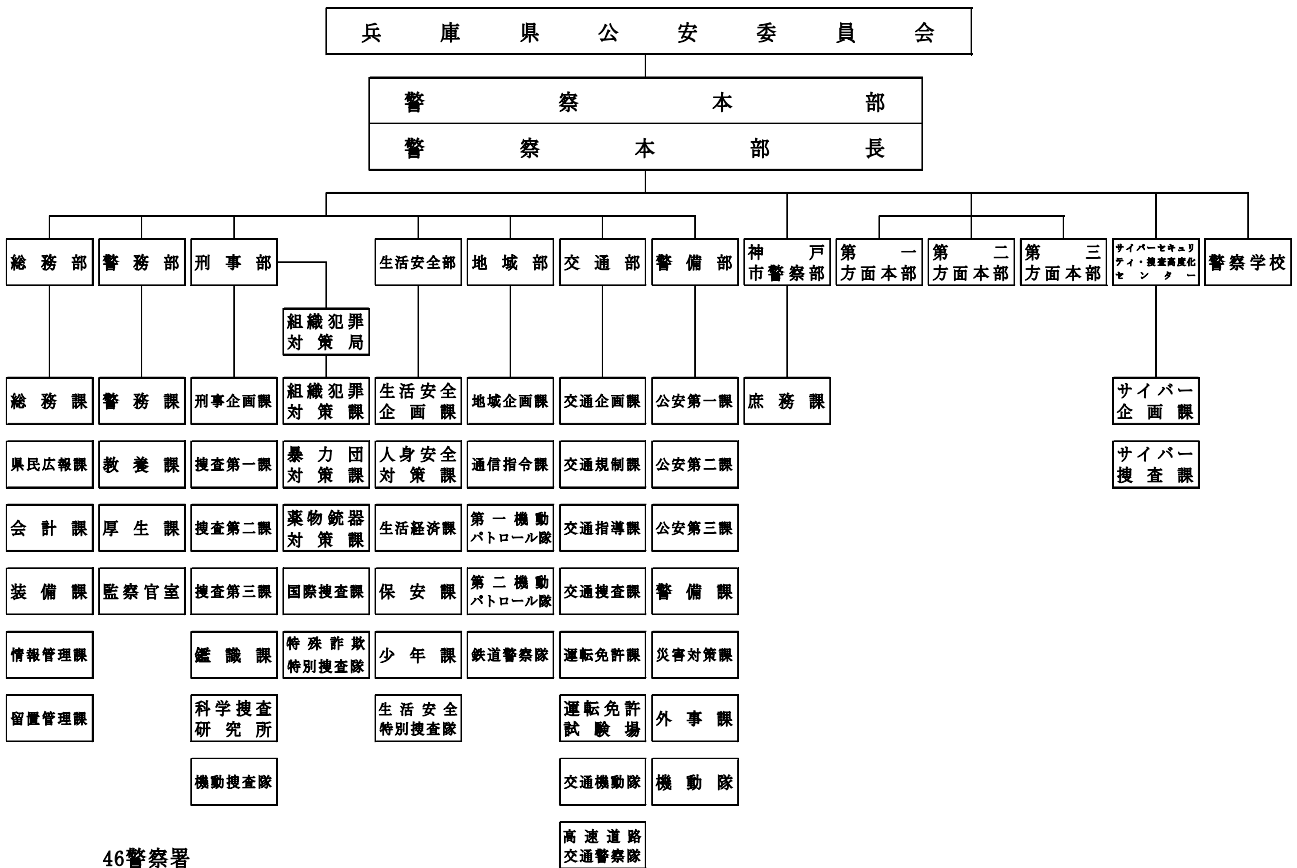 兵庫県公安委員会
警察本部
警察本部長
総務部
警務部
刑事部
生活安全部
地域部
交通部
警備部
神戸
市警察部
第一
方面本部
第二
方面本部
第三
方面本部
サイバーセキュリ
ティ・捜査高度化
センター
警察学校
組織犯罪
対策局
総務課
警務課
刑事企画課
組織犯罪
対策課
生活安全
企画課
地域企画課
交通企画課
公安第一課
庶務課
サイバー
企画課
県民広報課
教養課
捜査第一課
暴力団
対策課
人身安全
対策課
通信指令課
交通規制課
公安第二課
サイバー
捜査課
会計課
厚生課
捜査第二課
薬物銃器
対策課
生活経済課
第一機動
パトロール隊
交通指導課
公安第三課
装備課
監察官室
捜査第三課
国際捜査課
保安課
第二機動
パトロール隊
交通捜査課
警備課
情報管理課
鑑識課
特殊詐欺
特別捜査隊
少年課
鉄道警察隊
運転免許課
災害対策課
留置管理課
科学捜査
研究所
生活安全
特別捜査隊
運転免許
試験場
外事課
機動捜査隊
交通機動隊
機動隊
高速道路
交通警察隊
46警察署